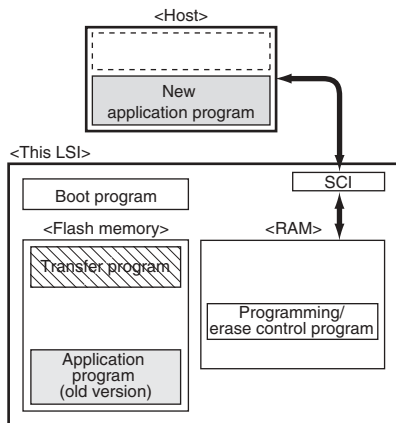 <Host>
New
application program
<This LSI>
SCI
Boot program
<Flash memory>
<RAM>
Transfer program
Programming/
erase control program
Application
program
(old version)